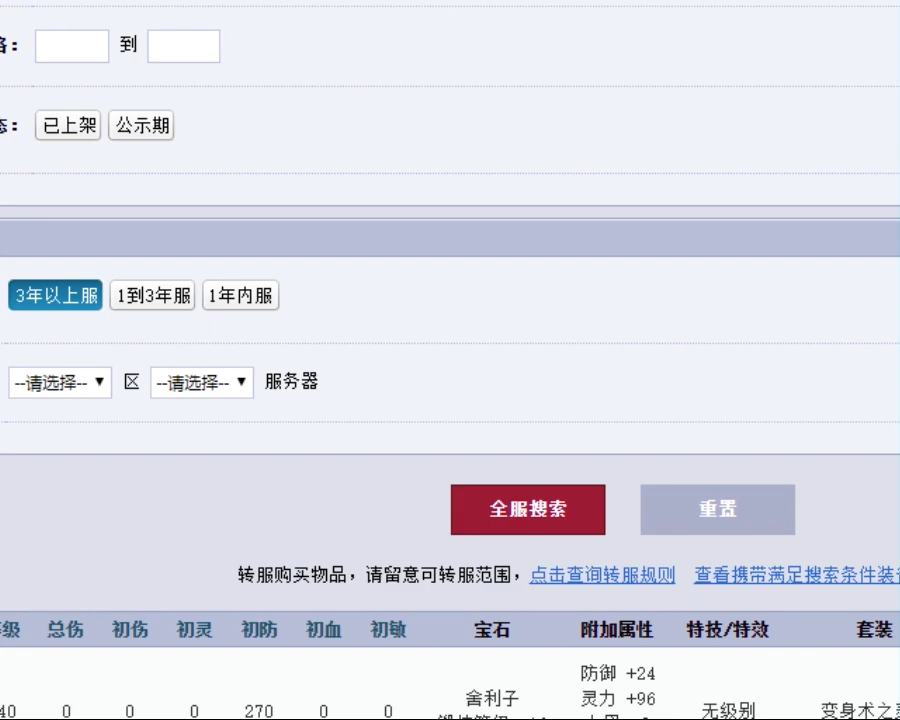 格： 到
态： 已上架 公示期
3年以上服 1到3年服 1年内服
--请选择-- 区 --请选择-- 服务器
全服搜索 重置
转服购买物品，请留意可转服范围，点击查询转服规则 查看携带满足搜索条件装
级 总伤 初伤 初灵 初防 初血 初敏 宝石 附加属性 特技/特效 套装
防御 +24
舍利子 灵力 +96
40 0 0 0 270 0 0 无级别 变身术之